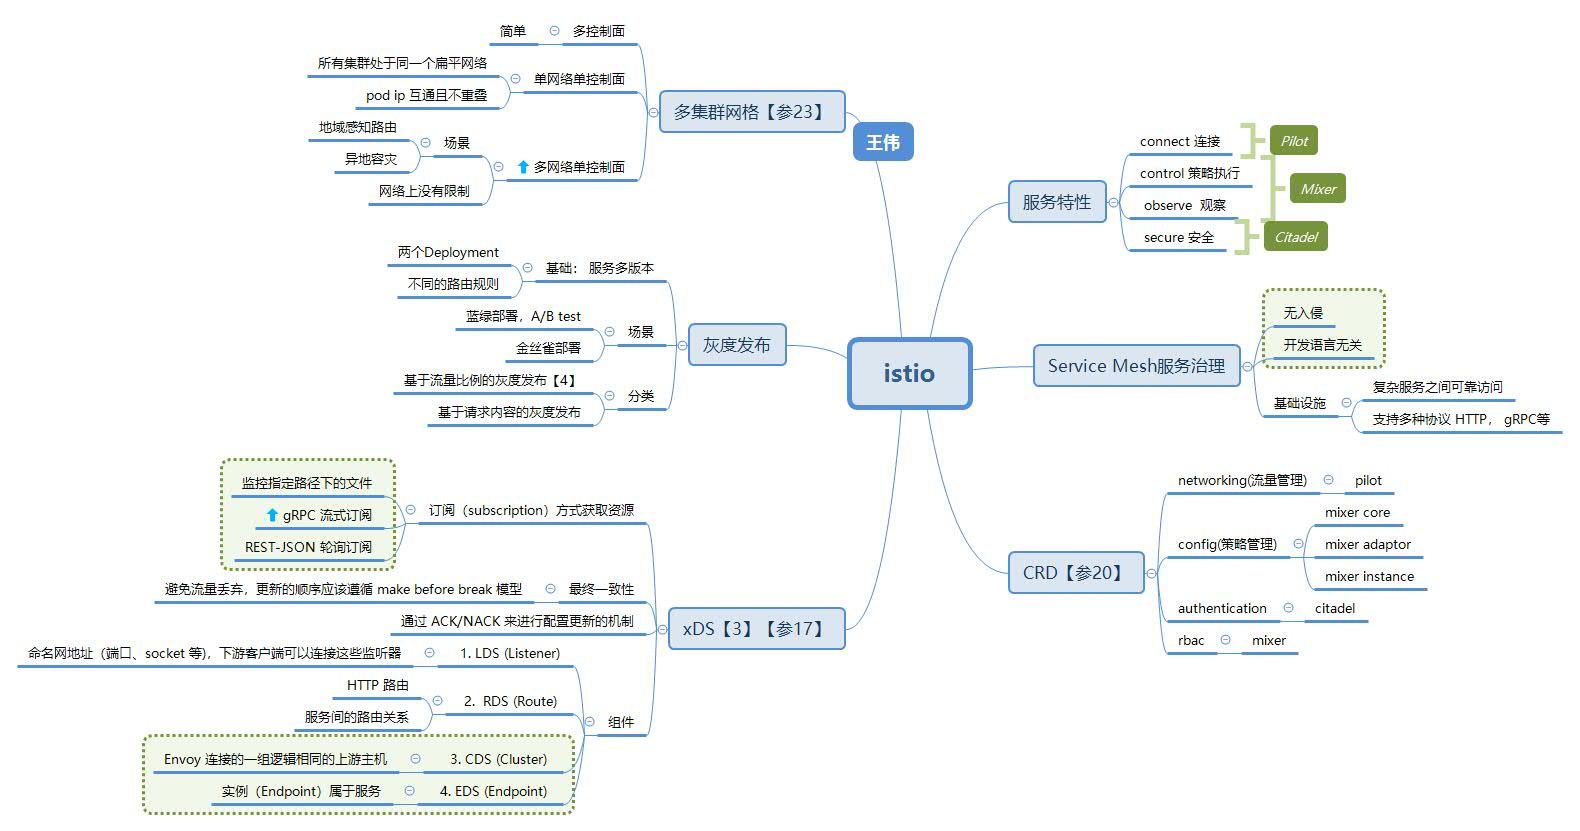 istio
王伟
多集群网格【参23】
多控制面
简单
单网络单控制面
所有集群处于同一个扁平网络
pod ip 互通且不重叠
多网络单控制面
场景
地域感知路由
异地容灾
网络上没有限制
灰度发布
基础： 服务多版本
两个Deployment
不同的路由规则
场景
蓝绿部署，A/B test
金丝雀部署
分类
基于流量比例的灰度发布【4】
基于请求内容的灰度发布
xDS【3】【参17】
订阅（subscription）方式获取资源
监控指定路径下的文件
gRPC 流式订阅
REST-JSON 轮询订阅
最终一致性
避免流量丢弃，更新的顺序应该遵循 make before break 模型
通过 ACK/NACK 来进行配置更新的机制
组件
1. LDS (Listener)
命名网地址（端口、socket 等)，下游客户端可以连接这些监听器
2. RDS (Route)
HTTP 路由
服务间的路由关系
3. CDS (Cluster)
Envoy 连接的一组逻辑相同的上游主机
4. EDS (Endpoint)
实例（Endpoint）属于服务
服务特性
connect 连接
control 策略执行
observe 观察
secure 安全
Pilot
Mixer
Citadel
Service Mesh服务治理
无入侵
开发语言无关
基础设施
复杂服务之间可靠访问
支持多种协议 HTTP， gRPC等
CRD【参20】
networking(流量管理)
pilot
config(策略管理)
mixer core
mixer adaptor
mixer instance
authentication
citadel
rbac
mixer